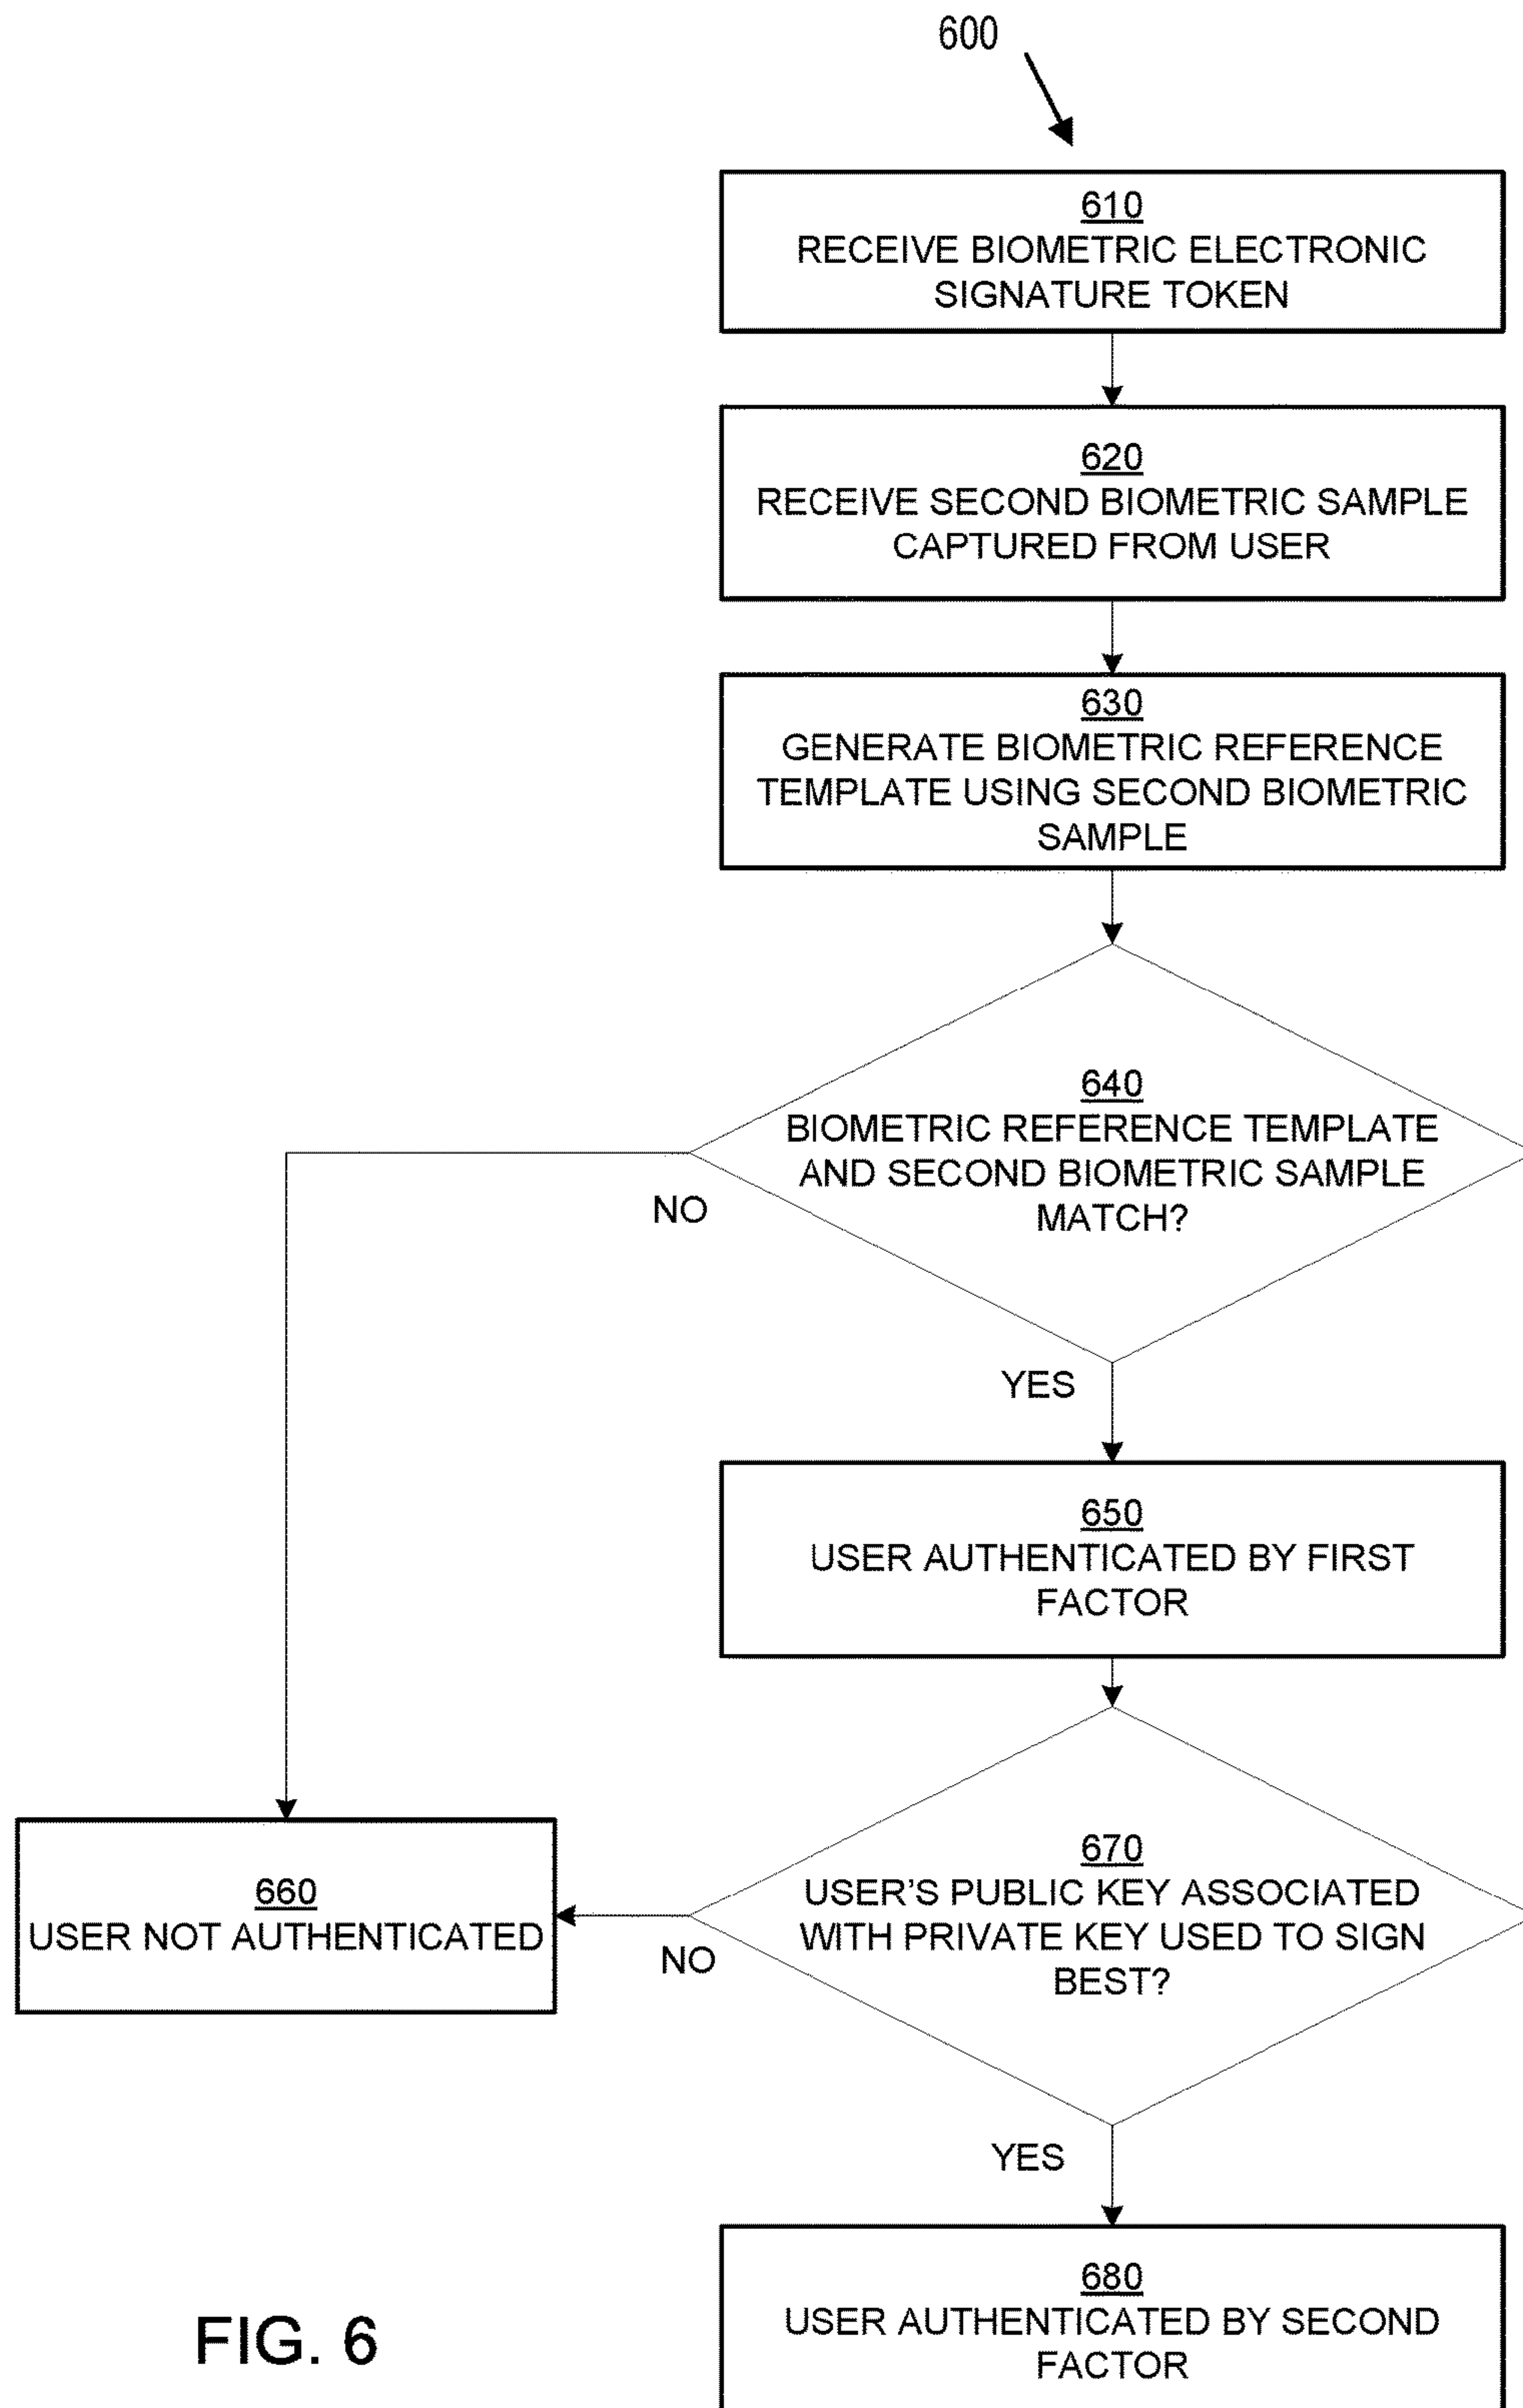 600
610
RECEIVE BIOMETRIC ELECTRONIC
SIGNATURE TOKEN
620
RECEIVE SECOND BIOMETRIC SAMPLE
CAPTURED FROM USER
630
GENERATE BIOMETRIC REFERENCE
TEMPLATE USING SECOND BIOMETRIC
SAMPLE
640
BIOMETRIC REFERENCE TEMPLATE
AND SECOND BIOMETRIC SAMPLE
MATCH?
NO
YES
650
USER AUTHENTICATED BY FIRST
FACTOR
660
USER NOT AUTHENTICATED
670
USER’S PUBLIC KEY ASSOCIATED
WITH PRIVATE KEY USED TO SIGN
BEST?
NO
YES
680
USER AUTHENTICATED BY SECOND
FACTOR
FIG. 6